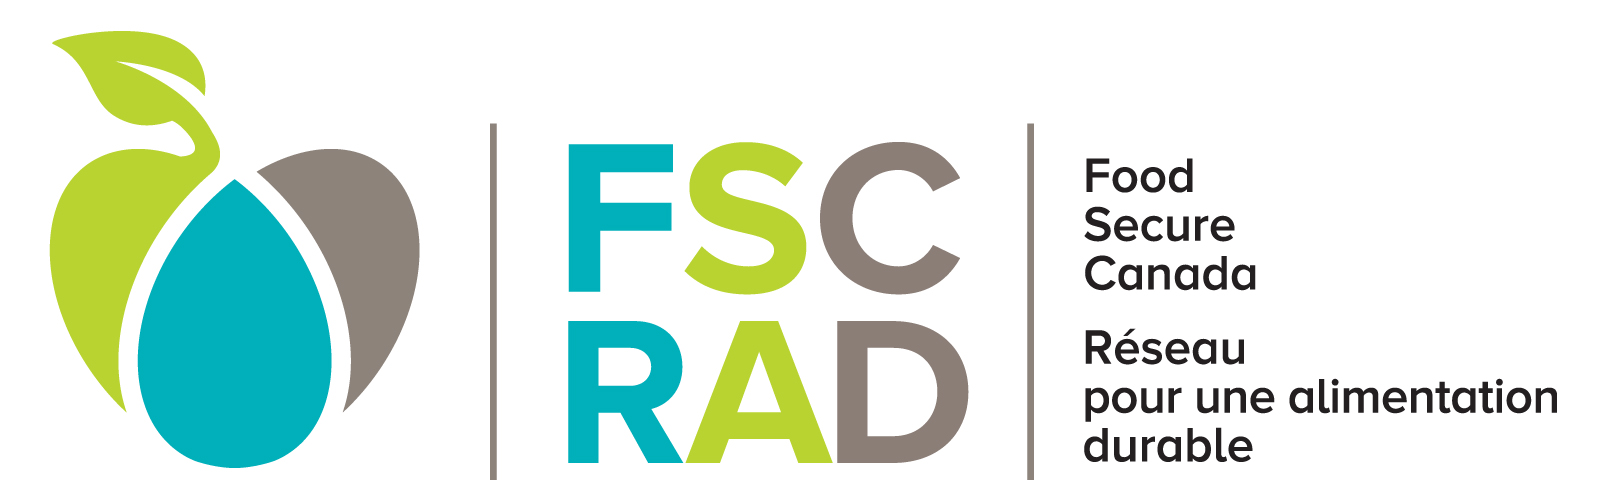 FSC
RAD
Food
Secure
Canada
Réseau
pour une alimentation
durable